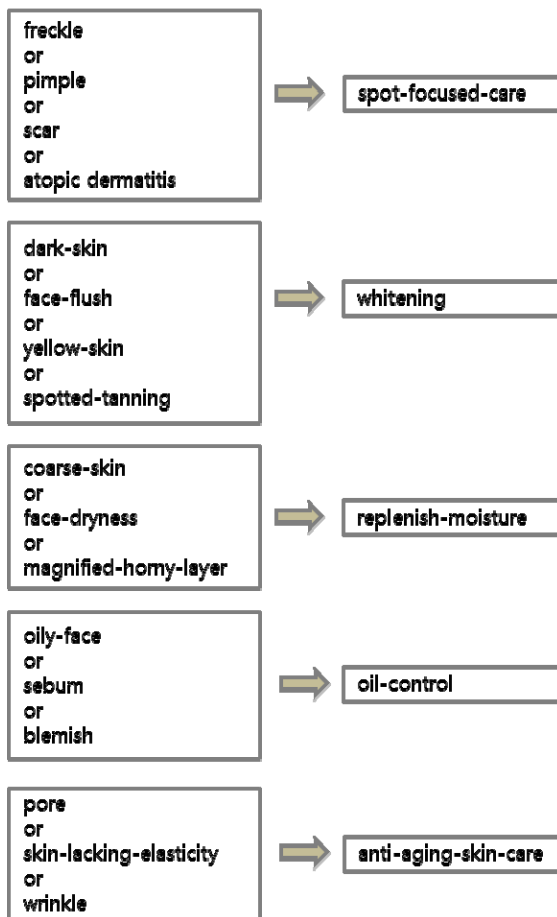 freckle
or
pimple
or
scar
or
atopic dermatitis
spot-focused-care
dark-skin
or
face-flush
or
yellow-skin
or
spotted-tanning
whitening
coarse-skin
or
face-dryness
or
magnified-horny-layer
replenish-moisture
oily-face
or
sebum
or
blemish
oil-control
pore
or
skin-lacking-elasticity
or
wrinkle
anti-aging-skin-care